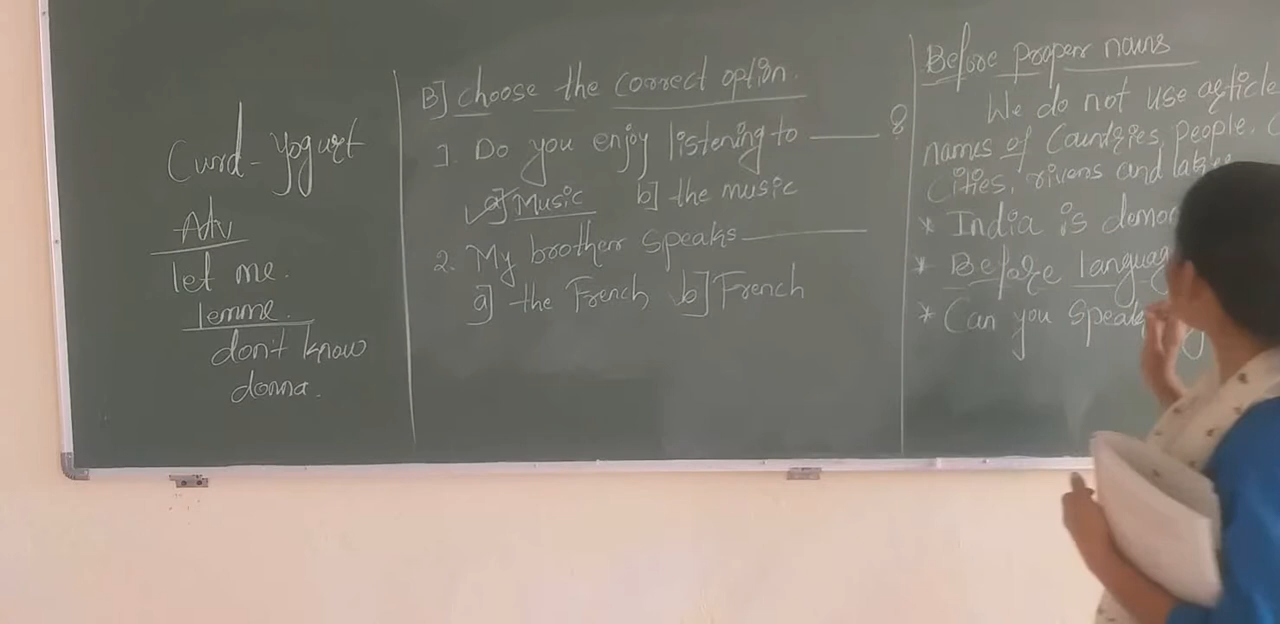 Curd - Yogurt
Adv
let me.
lemme.
don't know
donna.
B] choose the correct option.
1. Do you enjoy listening to ——— ?
a] Music b] the music
2. My brother speaks ———
a] the French b] French
Before proper nouns
We do not use article
names of Countries, People,
Cities, rivers and lakes
* India is democ
* Before languag
* Can you speak